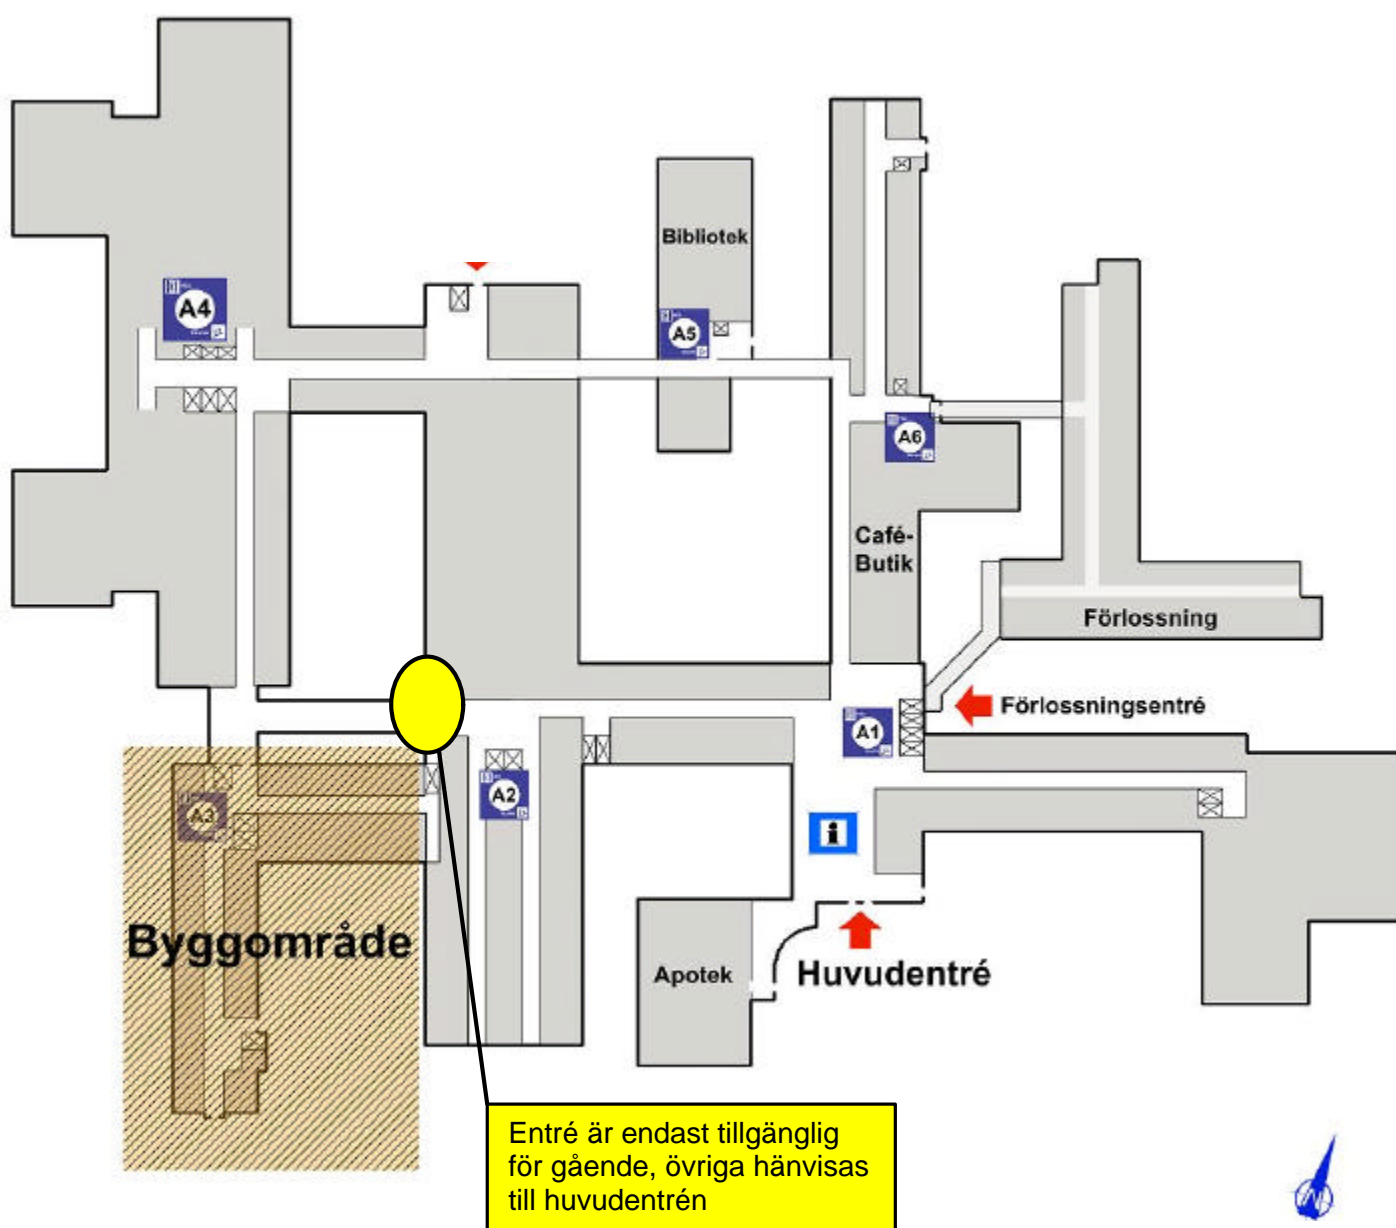 Bibliotek
A4
A5
A6
Café-
Butik
Förlossning
Förlossningsentré
A1
A2
A3
i
Byggområde
Apotek
Huvudentré
Entré är endast tillgänglig
för gående, övriga hänvisas
till huvudentrén
N